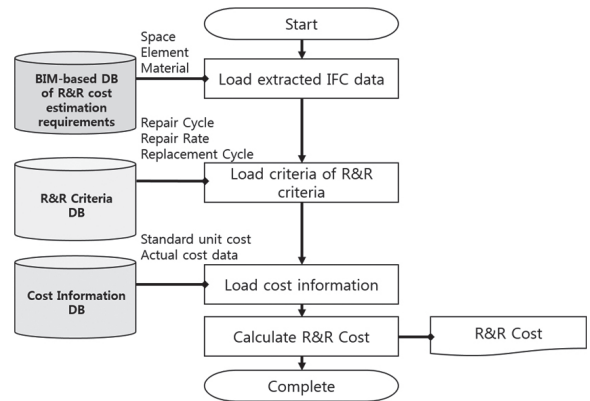 Start
Space
Element
Material
BIM-based DB
of R&R cost
estimation
requirements
Load extracted IFC data
Repair Cycle
Repair Rate
Replacement Cycle
R&R Criteria
DB
Load criteria of R&R
criteria
Standard unit cost
Actual cost data
Cost Information
DB
Load cost information
Calculate R&R Cost
R&R Cost
Complete